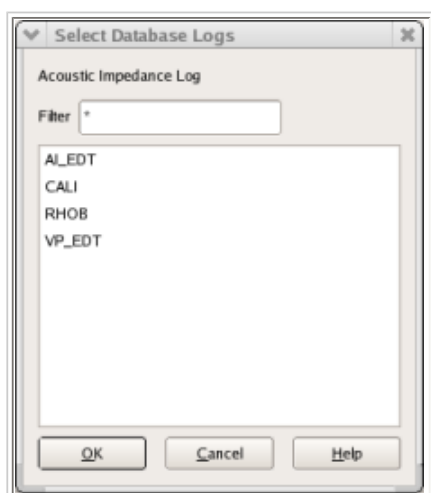 Select Database Logs
Acoustic Impedance Log
Filter *
AI_EDT
CALI
RHOB
VP_EDT
OK Cancel Help